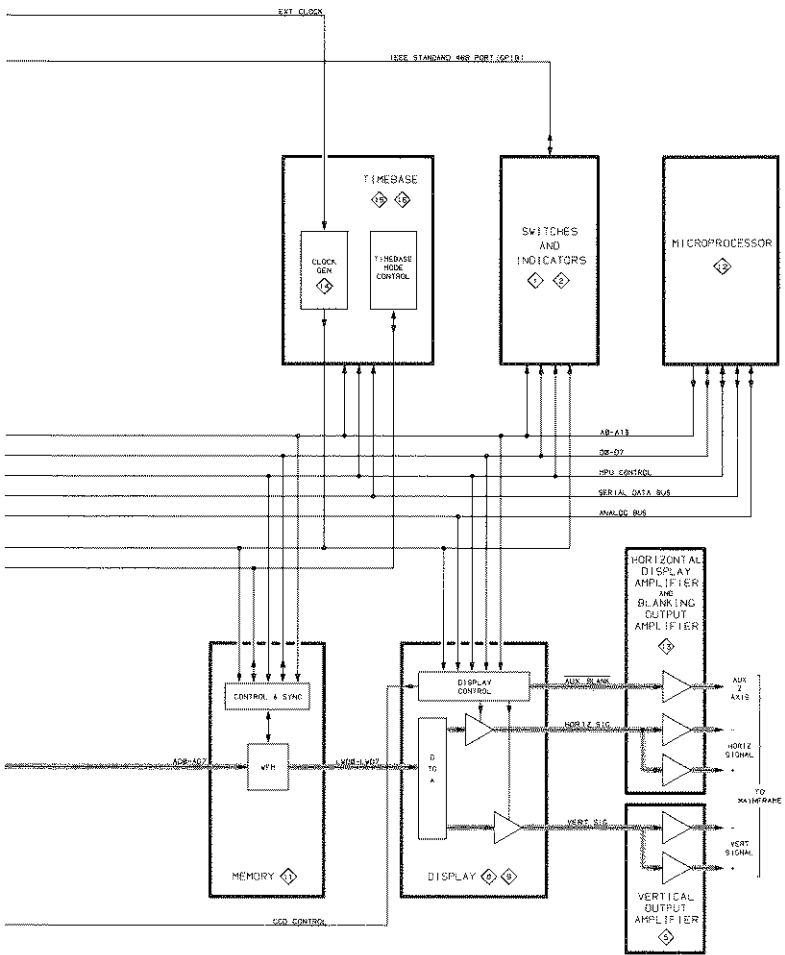 EXT CLOCK
IEEE STANDARD 488 PORT (GPIB)
TIMEBASE
15 16
CLOCK
GEN
14
TIMEBASE
MODE
CONTROL
SWITCHES
AND
INDICATORS
1 2
MICROPROCESSOR
12
A0-A15
D0-D7
MPU CONTROL
SERIAL DATA BUS
ANALOG BUS
HORIZONTAL
DISPLAY
AMPLIFIER
AND
BLANKING
OUTPUT
AMPLIFIER
13
CONTROL & SYNC
DISPLAY
CONTROL
AUX BLANK
AUX
Z
AXIS
HORIZ SIG
-
HORIZ
SIGNAL
+
AD0-AD7
WFM
LWD0-LWD7
D
TO
A
TO
MAINFRAME
VERT SIG
-
VERT
SIGNAL
+
MEMORY 11
DISPLAY 8 9
VERTICAL
OUTPUT
AMPLIFIER
5
CCD CONTROL